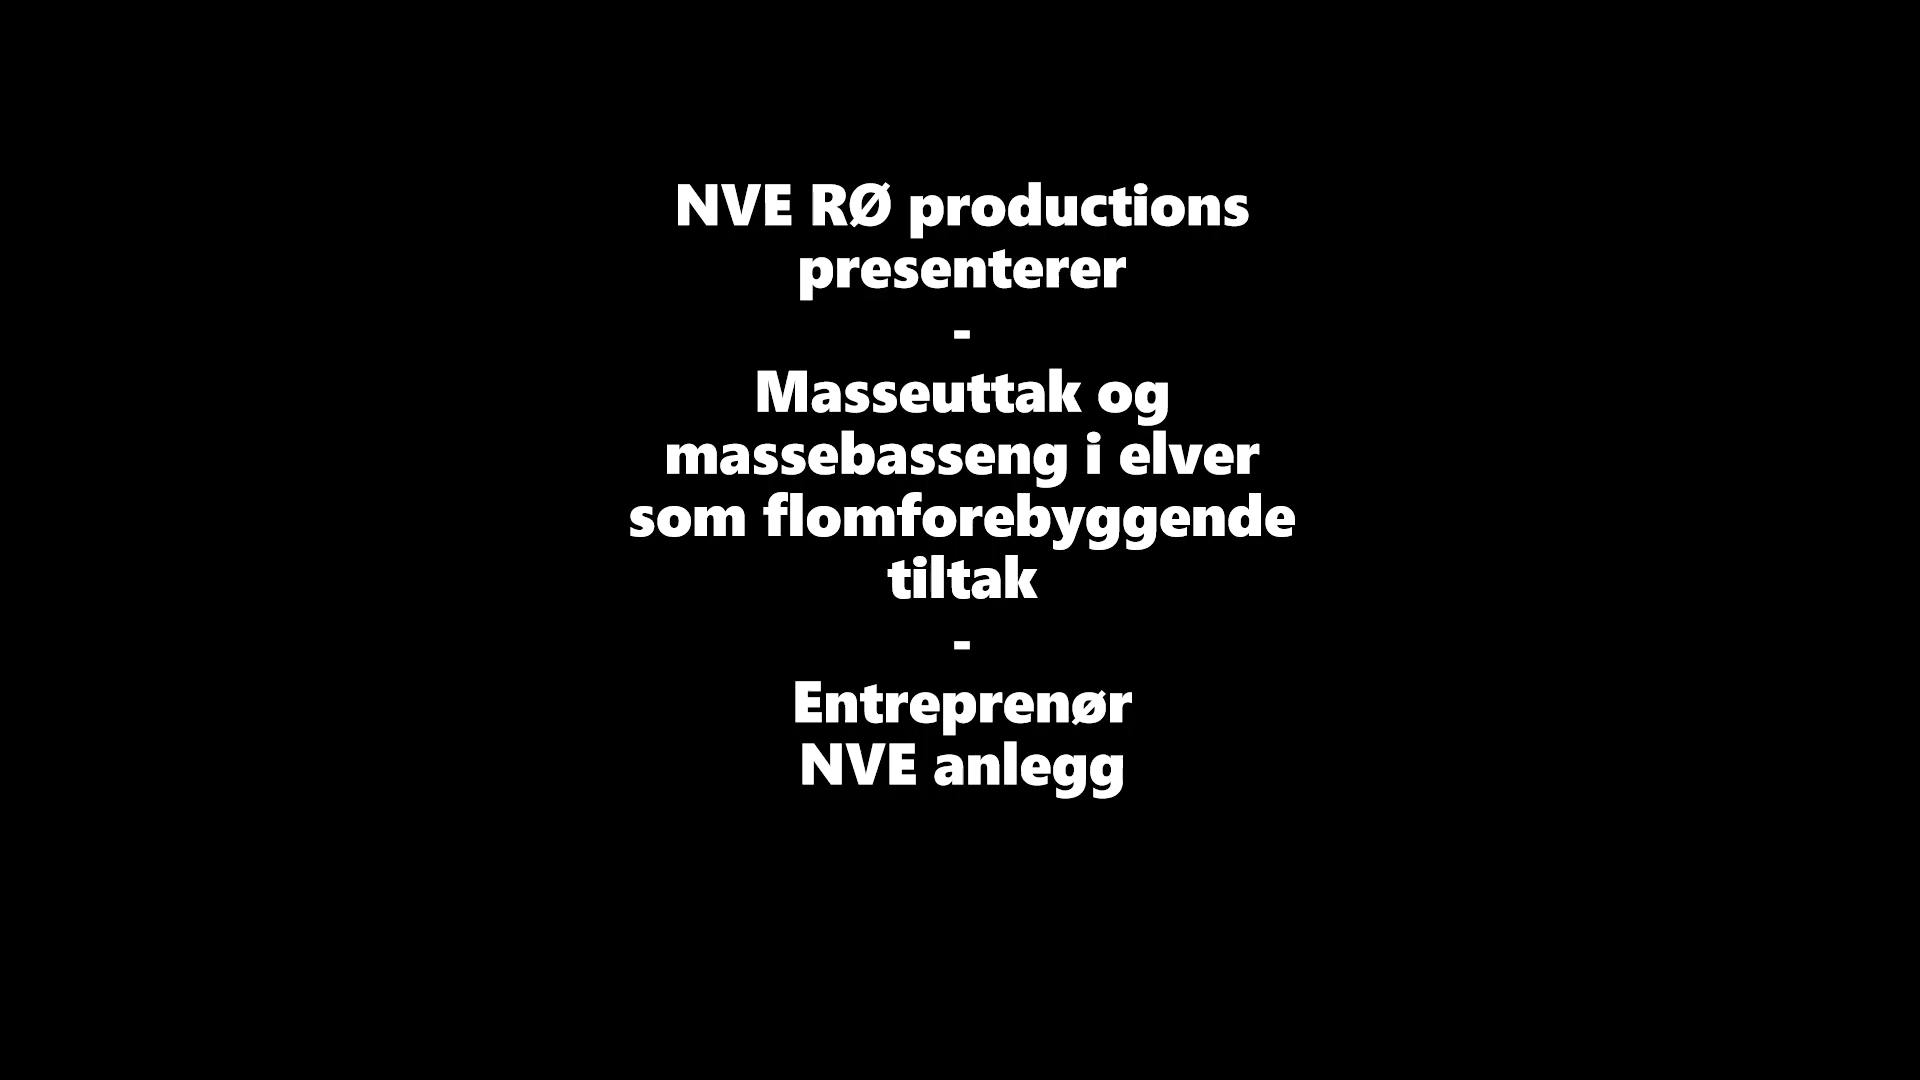 NVE RØ productions
presenterer
-
Masseuttak og
massebasseng i elver
som flomforebyggende
tiltak
-
Entreprenør
NVE anlegg